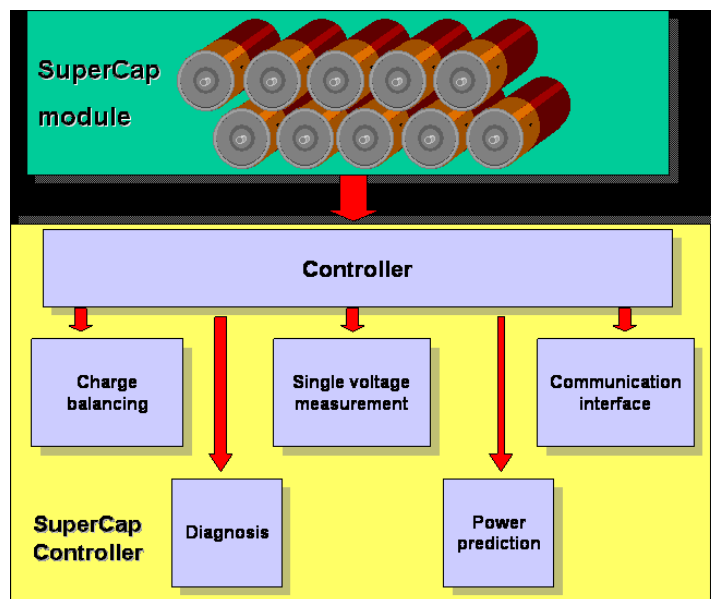 SuperCap
module
Controller
Charge
balancing
Single voltage
measurement
Communication
interface
Diagnosis
Power
prediction
SuperCap
Controller